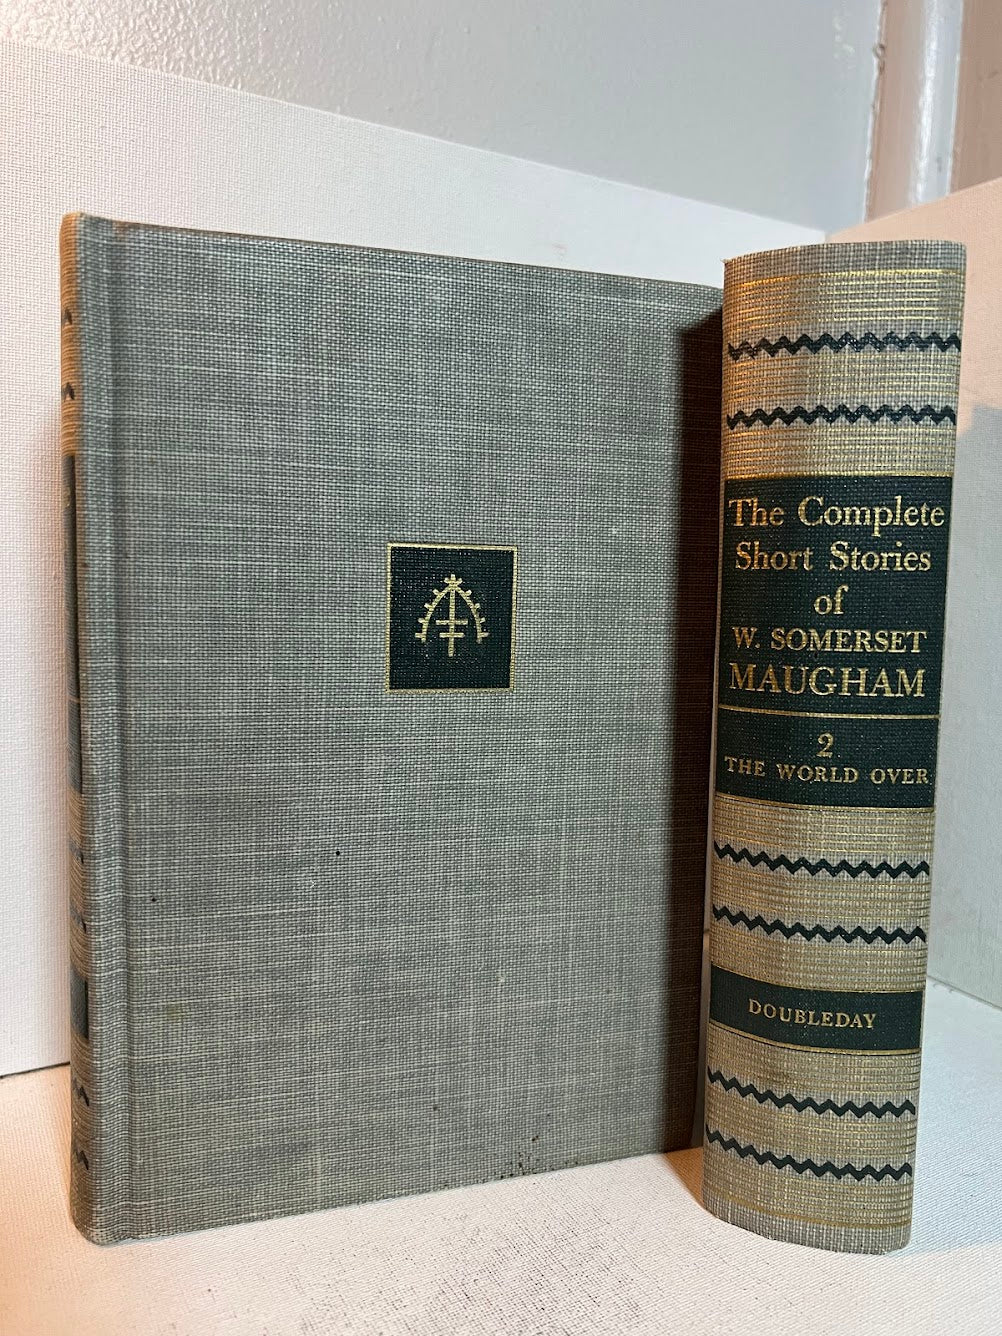 The Complete
Short Stories
of
W. SOMERSET
MAUGHAM
2
THE WORLD OVER
DOUBLEDAY